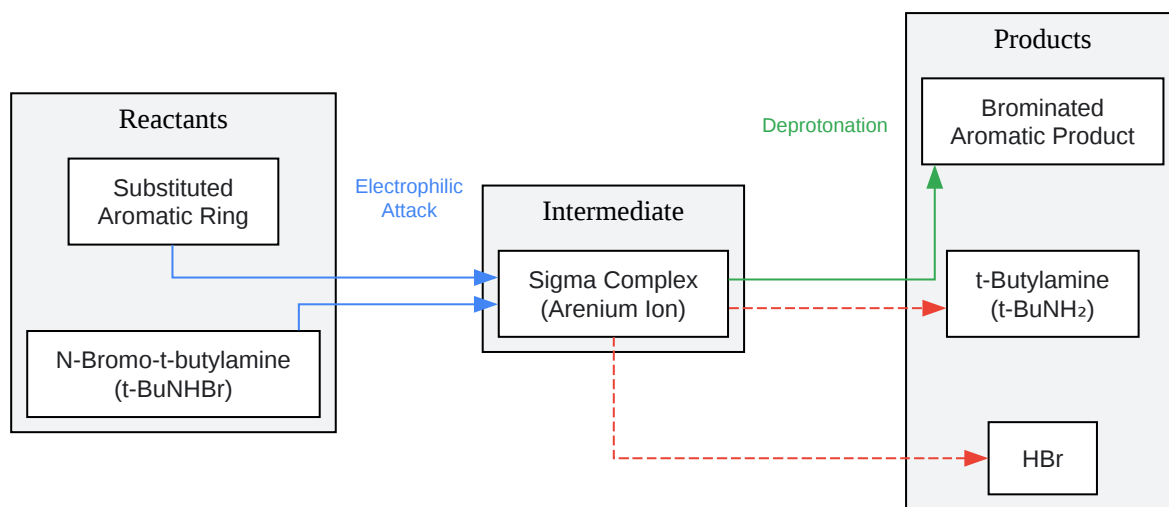 Reactants
Substituted
Aromatic Ring
N-Bromo-t-butylamine
(t-BuNHBr)
Electrophilic
Attack
Intermediate
Sigma Complex
(Arenium Ion)
Deprotonation
Products
Brominated
Aromatic Product
t-Butylamine
(t-BuNH₂)
HBr